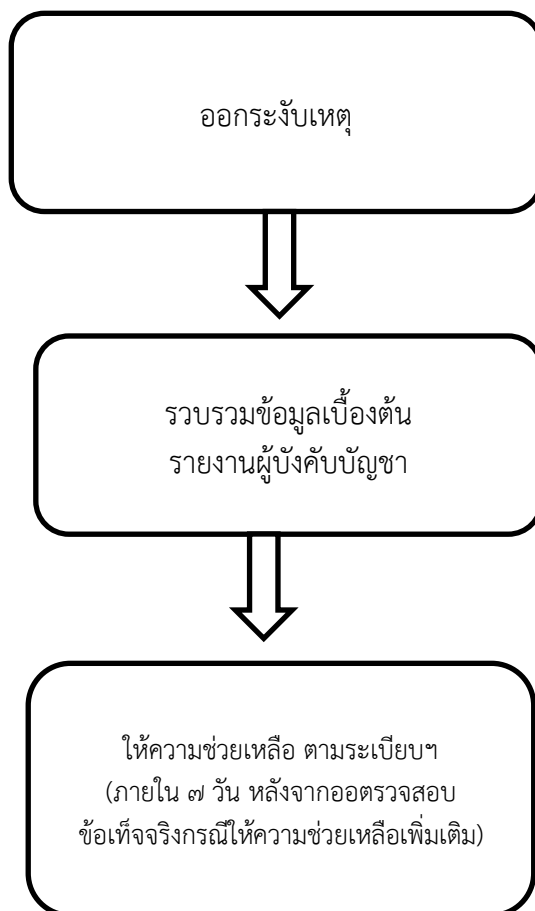 ออกระงับเหตุ
รวบรวมข้อมูลเบื้องต้น
รายงานผู้บังคับบัญชา
ให้ความช่วยเหลือ ตามระเบียบฯ
(ภายใน ๗ วัน หลังจากออตรวจสอบ
ข้อเท็จจริงกรณีให้ความช่วยเหลือเพิ่มเติม)